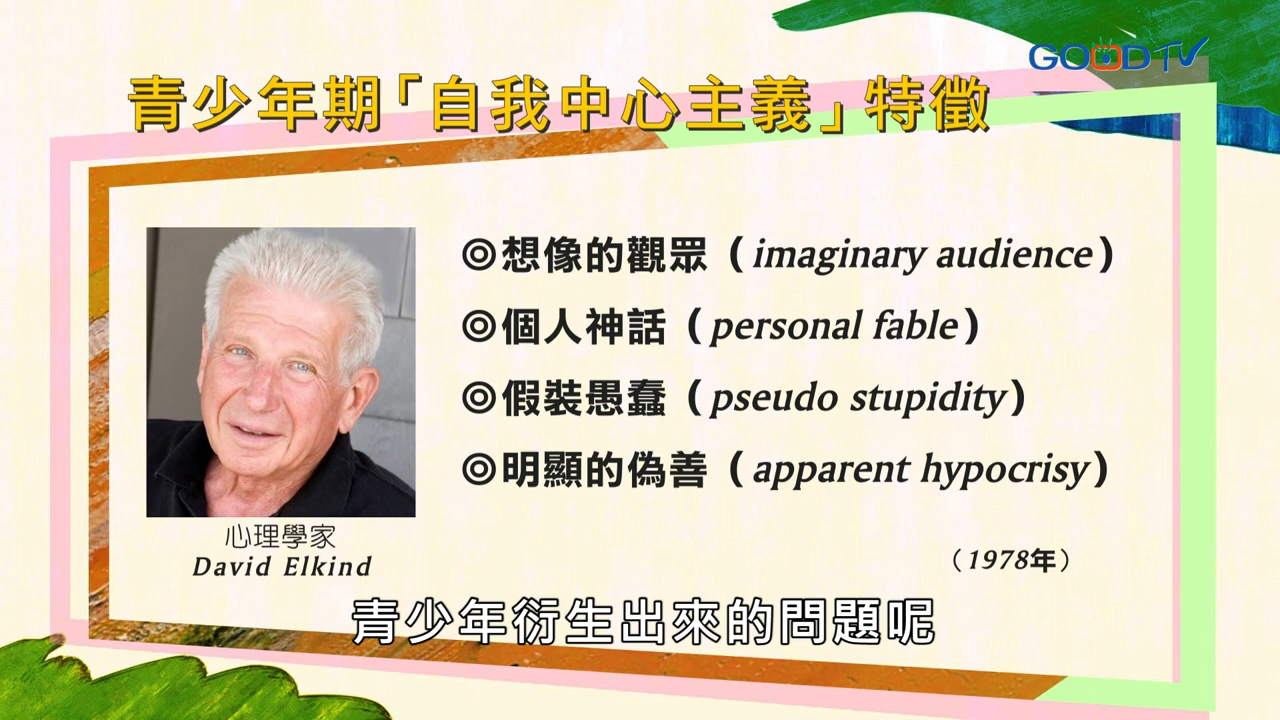 GOODTV
青少年期「自我中心主義」特徵
◎想像的觀眾（imaginary audience）
◎個人神話（personal fable）
◎假裝愚蠢（pseudo stupidity）
◎明顯的偽善（apparent hypocrisy）
心理學家
David Elkind
（1978年）
青少年衍生出來的問題呢